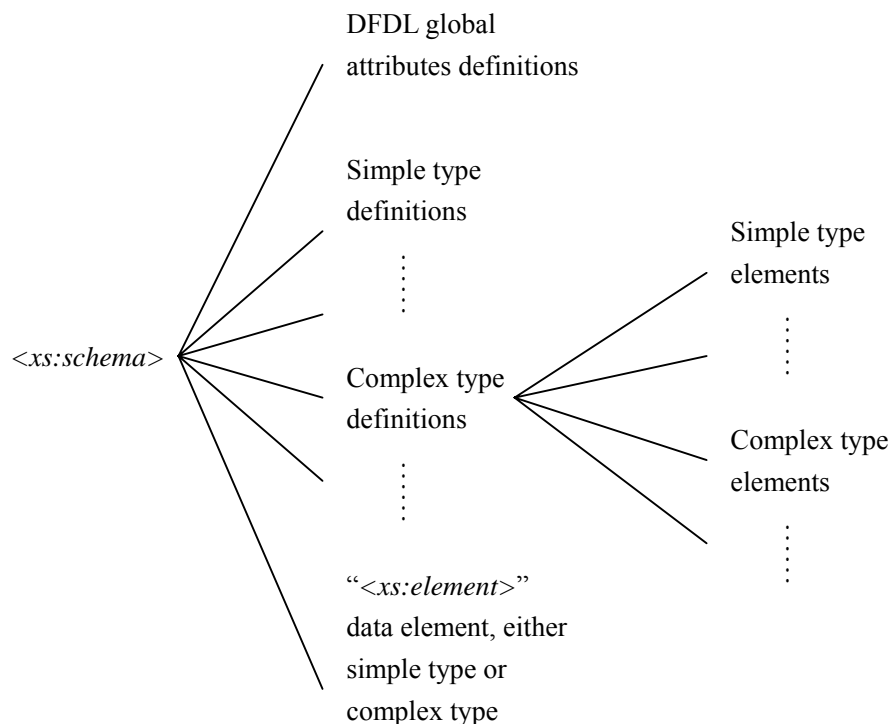 DFDL global
attributes definitions
Simple type
definitions
Simple type
elements
<xs:schema>
Complex type
definitions
Complex type
elements
“<xs:element>”
data element, either
simple type or
complex type